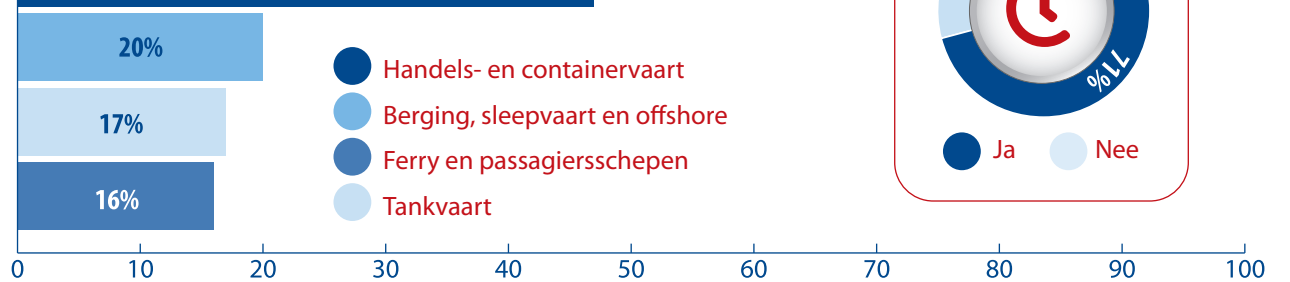 20%
17%
16%
Handels- en containervaart
Berging, sleepvaart en offshore
Ferry en passagiersschepen
Tankvaart
0 10 20 30 40 50 60 70 80 90 100
71%
Ja Nee